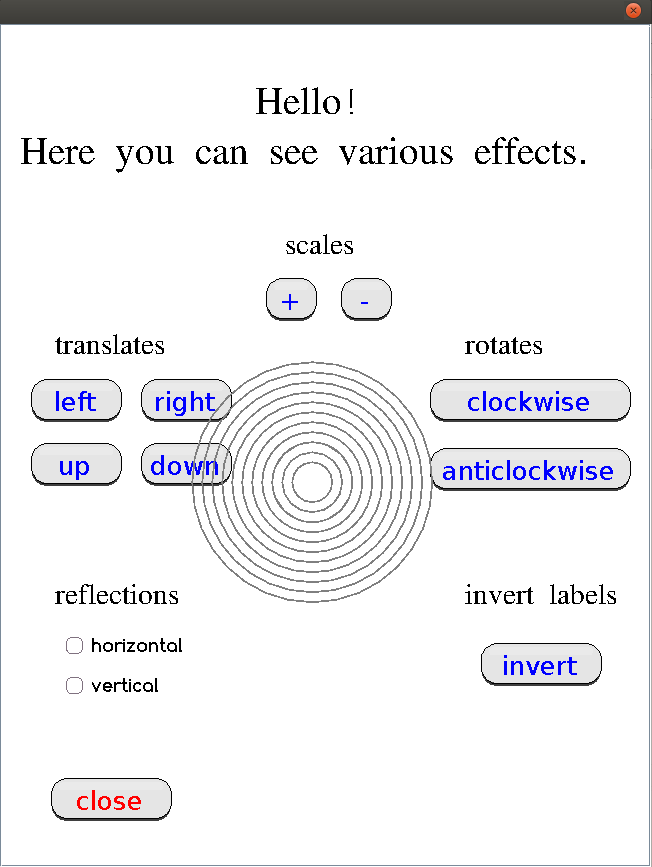 Hello!
Here you can see various effects.
scales
+ -
translates
rotates
left right
clockwise
up down
anticlockwise
reflections
invert labels
horizontal
vertical
invert
close